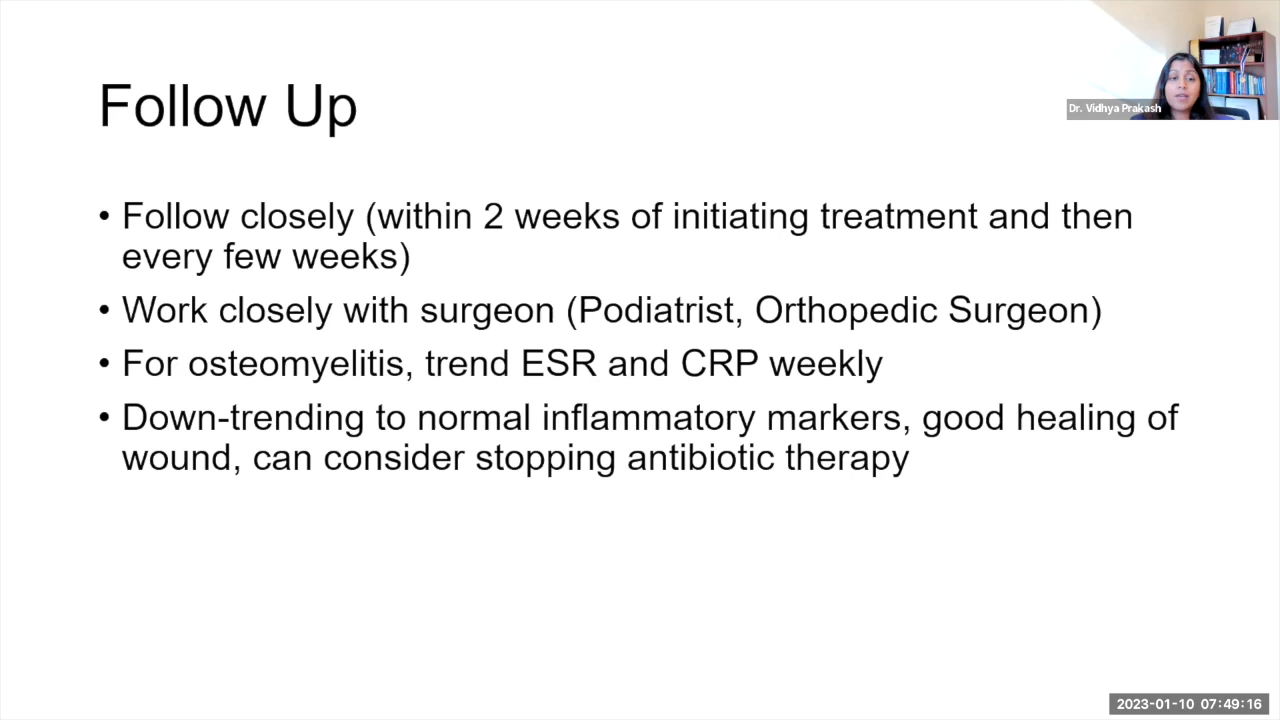 Follow Up
Dr. Vidhya Prakash
• Follow closely (within 2 weeks of initiating treatment and then
every few weeks)
• Work closely with surgeon (Podiatrist, Orthopedic Surgeon)
• For osteomyelitis, trend ESR and CRP weekly
• Down-trending to normal inflammatory markers, good healing of
wound, can consider stopping antibiotic therapy
2023-01-10 07:49:16